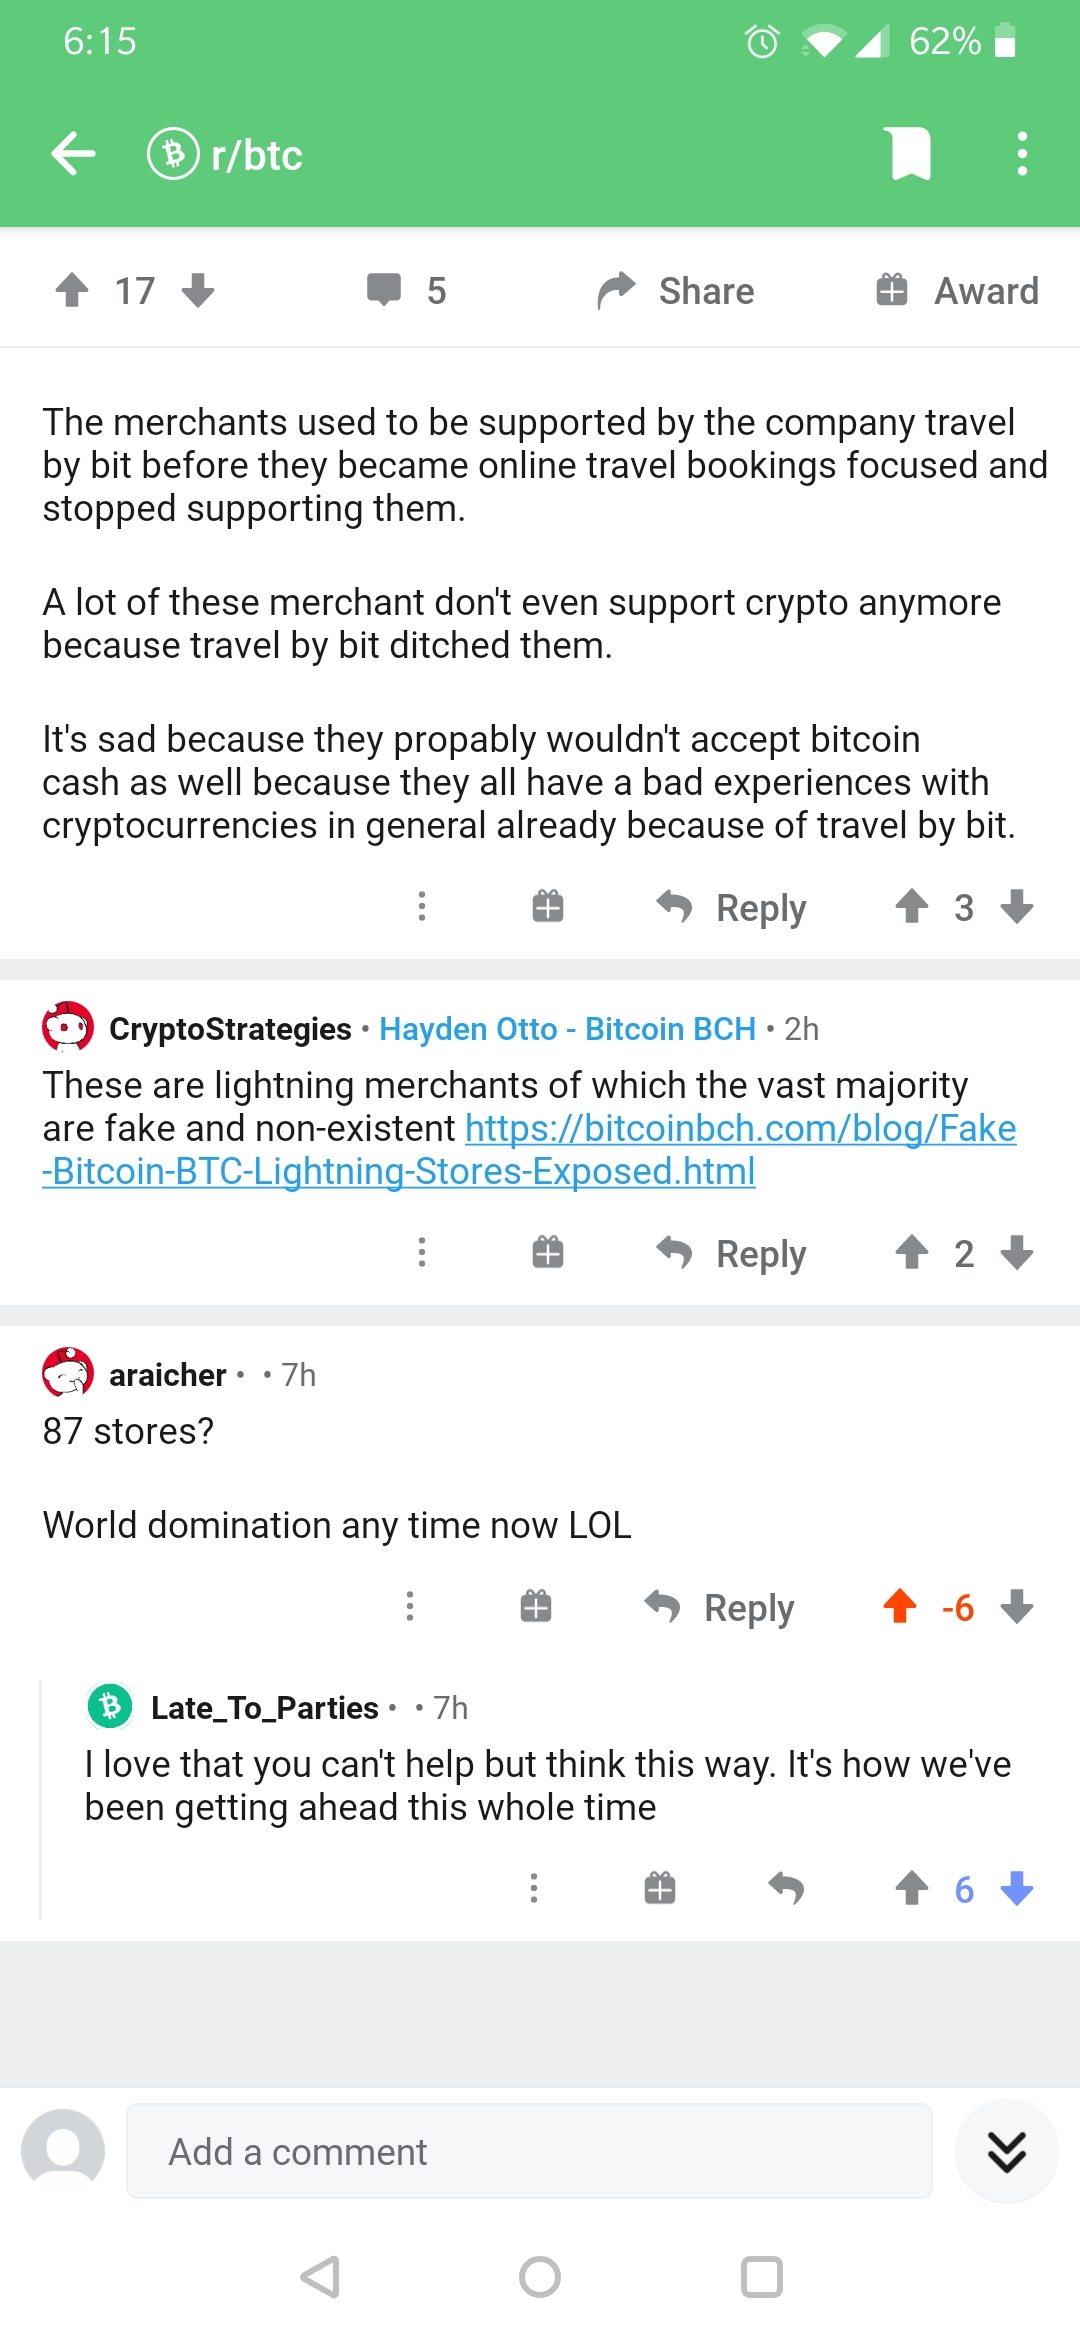 6:15
62%
r/btc
17
5
Share
Award
The merchants used to be supported by the company travel
by bit before they became online travel bookings focused and
stopped supporting them.
A lot of these merchant don't even support crypto anymore
because travel by bit ditched them.
It's sad because they propably wouldn't accept bitcoin
cash as well because they all have a bad experiences with
cryptocurrencies in general already because of travel by bit.
Reply
3
CryptoStrategies • Hayden Otto - Bitcoin BCH • 2h
These are lightning merchants of which the vast majority
are fake and non-existent https://bitcoinbch.com/blog/Fake
-Bitcoin-BTC-Lightning-Stores-Exposed.html
Reply
2
araicher • • 7h
87 stores?
World domination any time now LOL
Reply
-6
Late_To_Parties • • 7h
I love that you can't help but think this way. It's how we've
been getting ahead this whole time
6
Add a comment